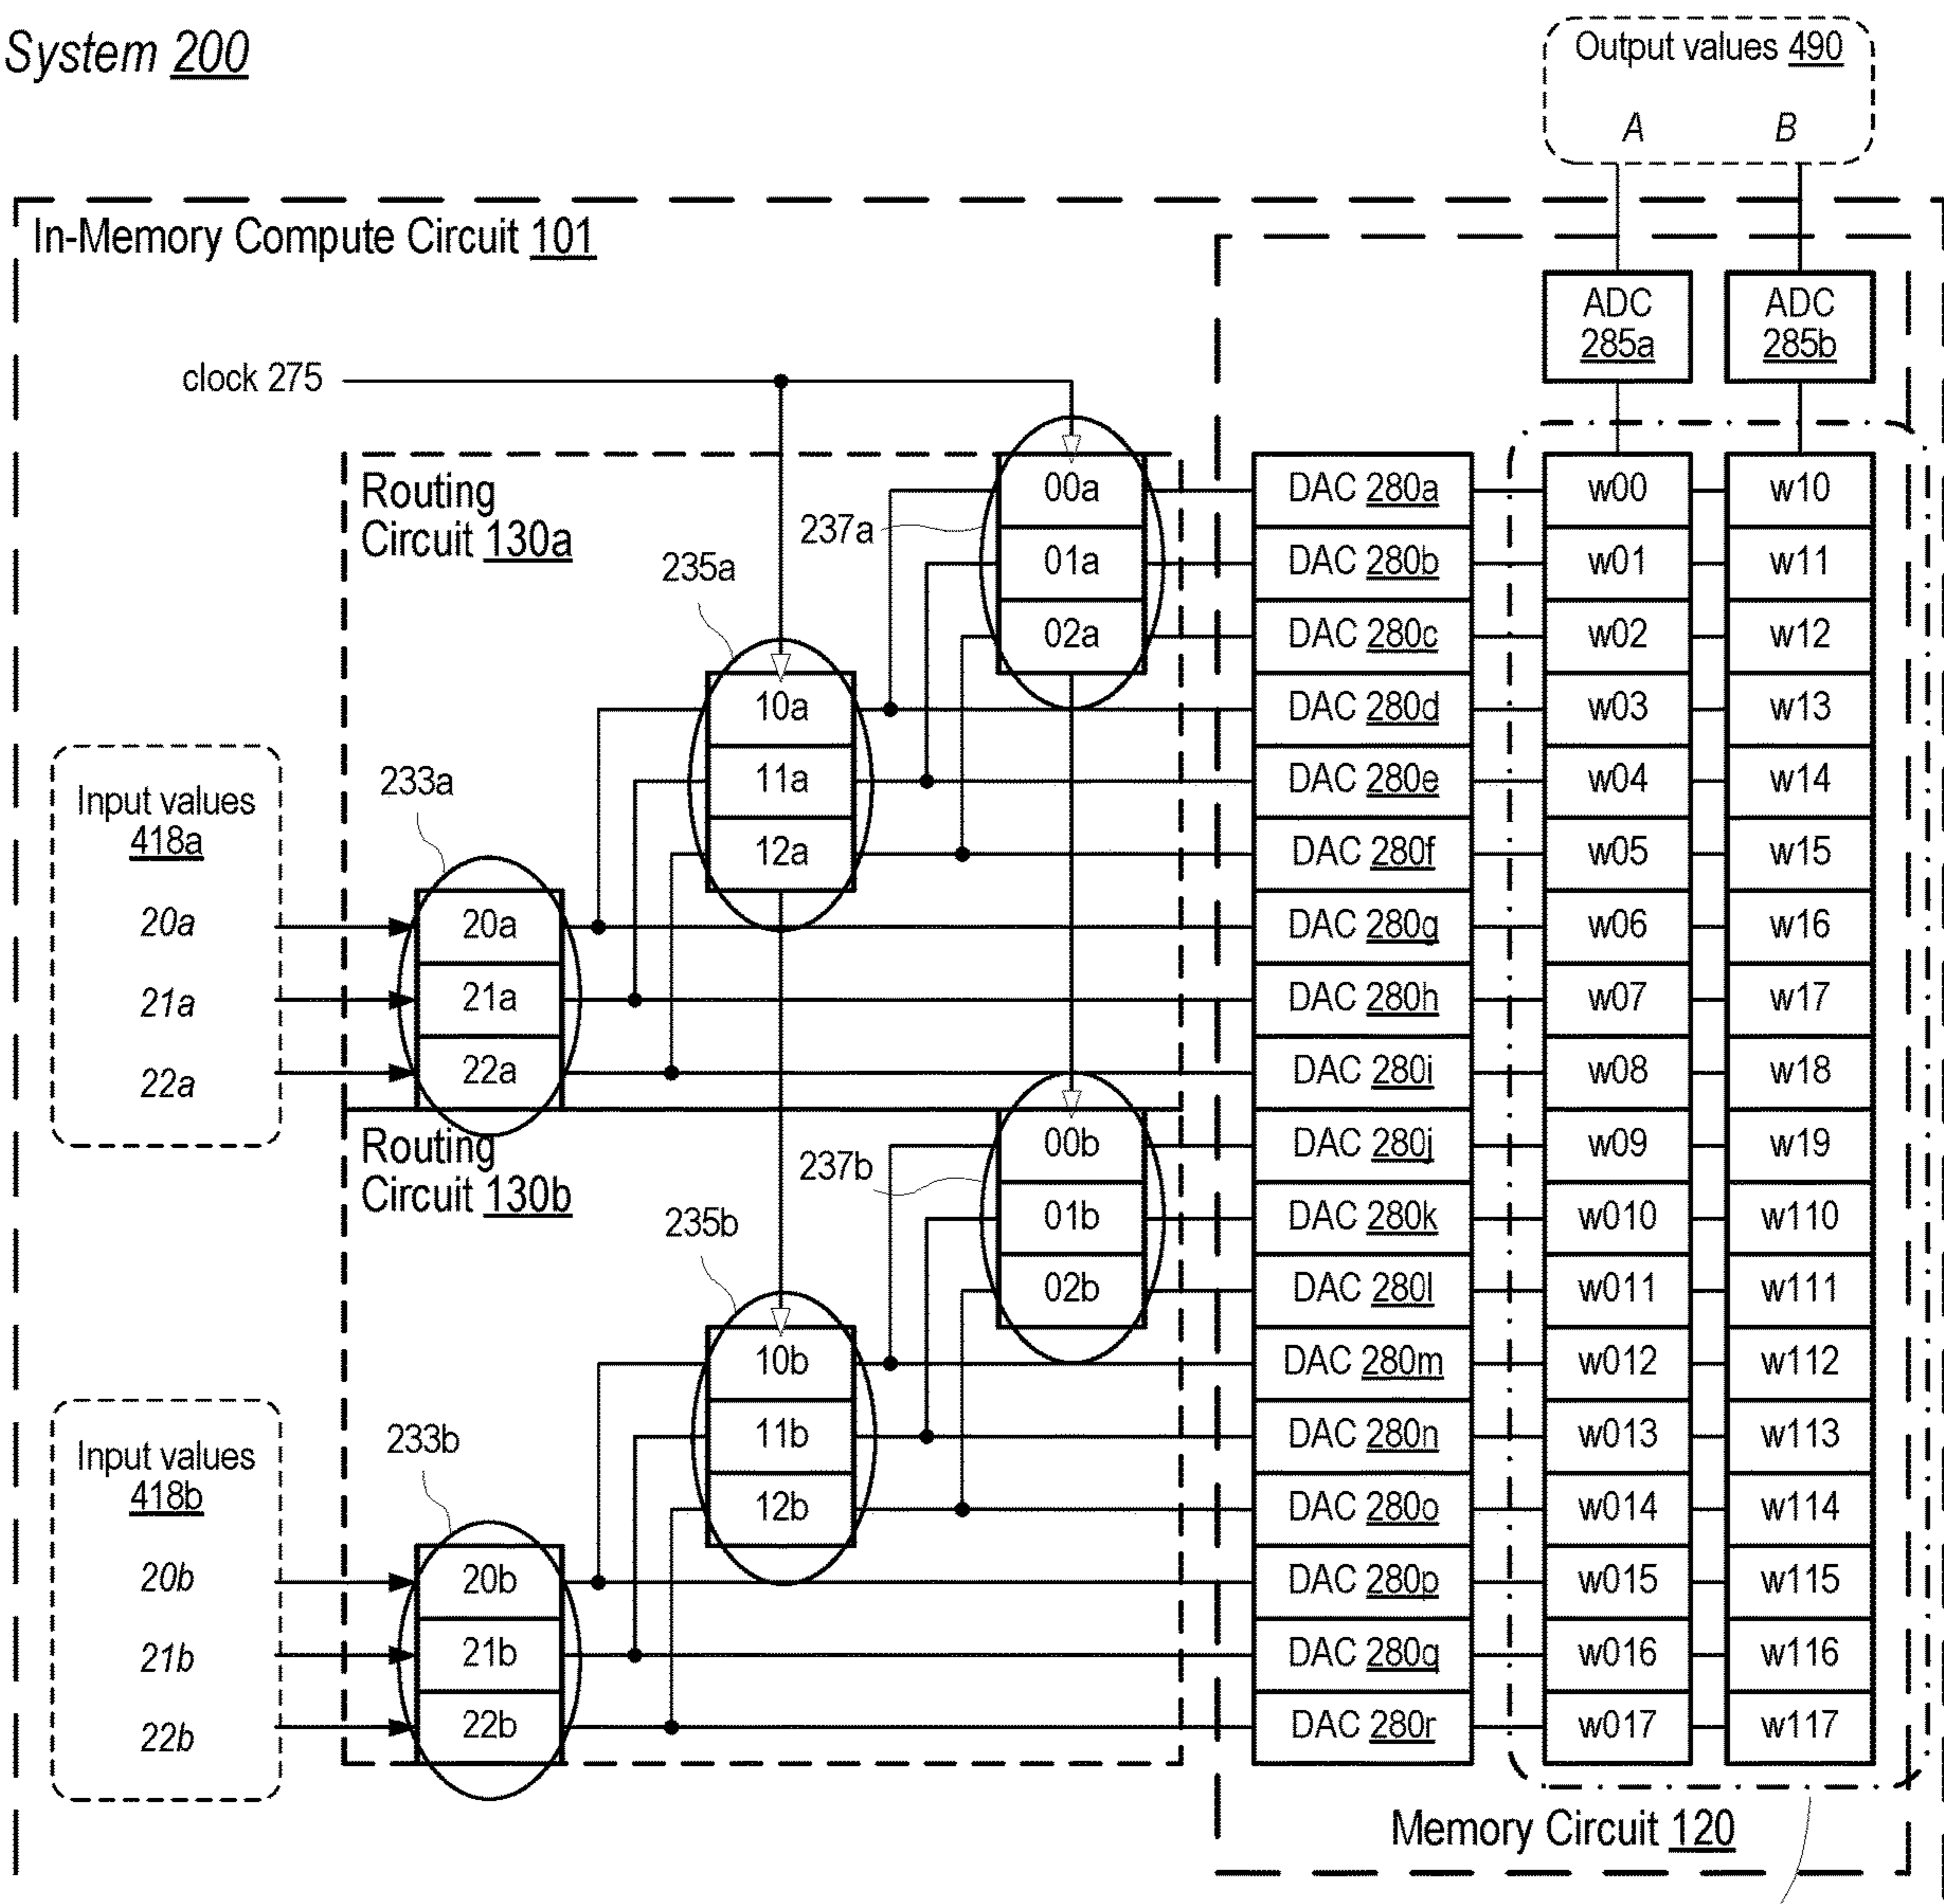 System 200
Output values 490
A B
In-Memory Compute Circuit 101
ADC
285a
ADC
285b
clock 275
Routing
Circuit 130a
237a
235a
233a
00a
01a
02a
10a
11a
12a
20a
21a
22a
Input values
418a
20a
21a
22a
Routing
Circuit 130b
237b
235b
233b
00b
01b
02b
10b
11b
12b
20b
21b
22b
Input values
418b
20b
21b
22b
DAC 280a w00 w10
DAC 280b w01 w11
DAC 280c w02 w12
DAC 280d w03 w13
DAC 280e w04 w14
DAC 280f w05 w15
DAC 280g w06 w16
DAC 280h w07 w17
DAC 280i w08 w18
DAC 280j w09 w19
DAC 280k w010 w110
DAC 280l w011 w111
DAC 280m w012 w112
DAC 280n w013 w113
DAC 280o w014 w114
DAC 280p w015 w115
DAC 280q w016 w116
DAC 280r w017 w117
Memory Circuit 120